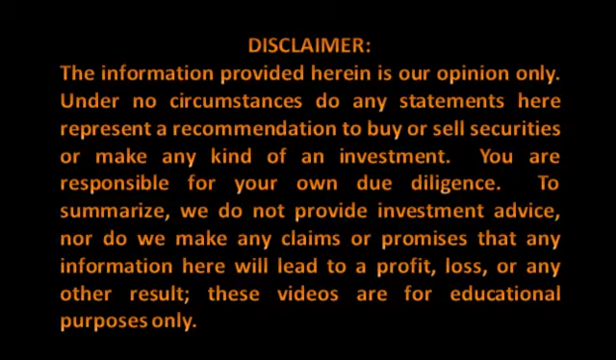 DISCLAIMER:
The information provided herein is our opinion only.
Under no circumstances do any statements here
represent a recommendation to buy or sell securities
or make any kind of an investment. You are
responsible for your own due diligence. To
summarize, we do not provide investment advice,
nor do we make any claims or promises that any
information here will lead to a profit, loss, or any
other result; these videos are for educational
purposes only.